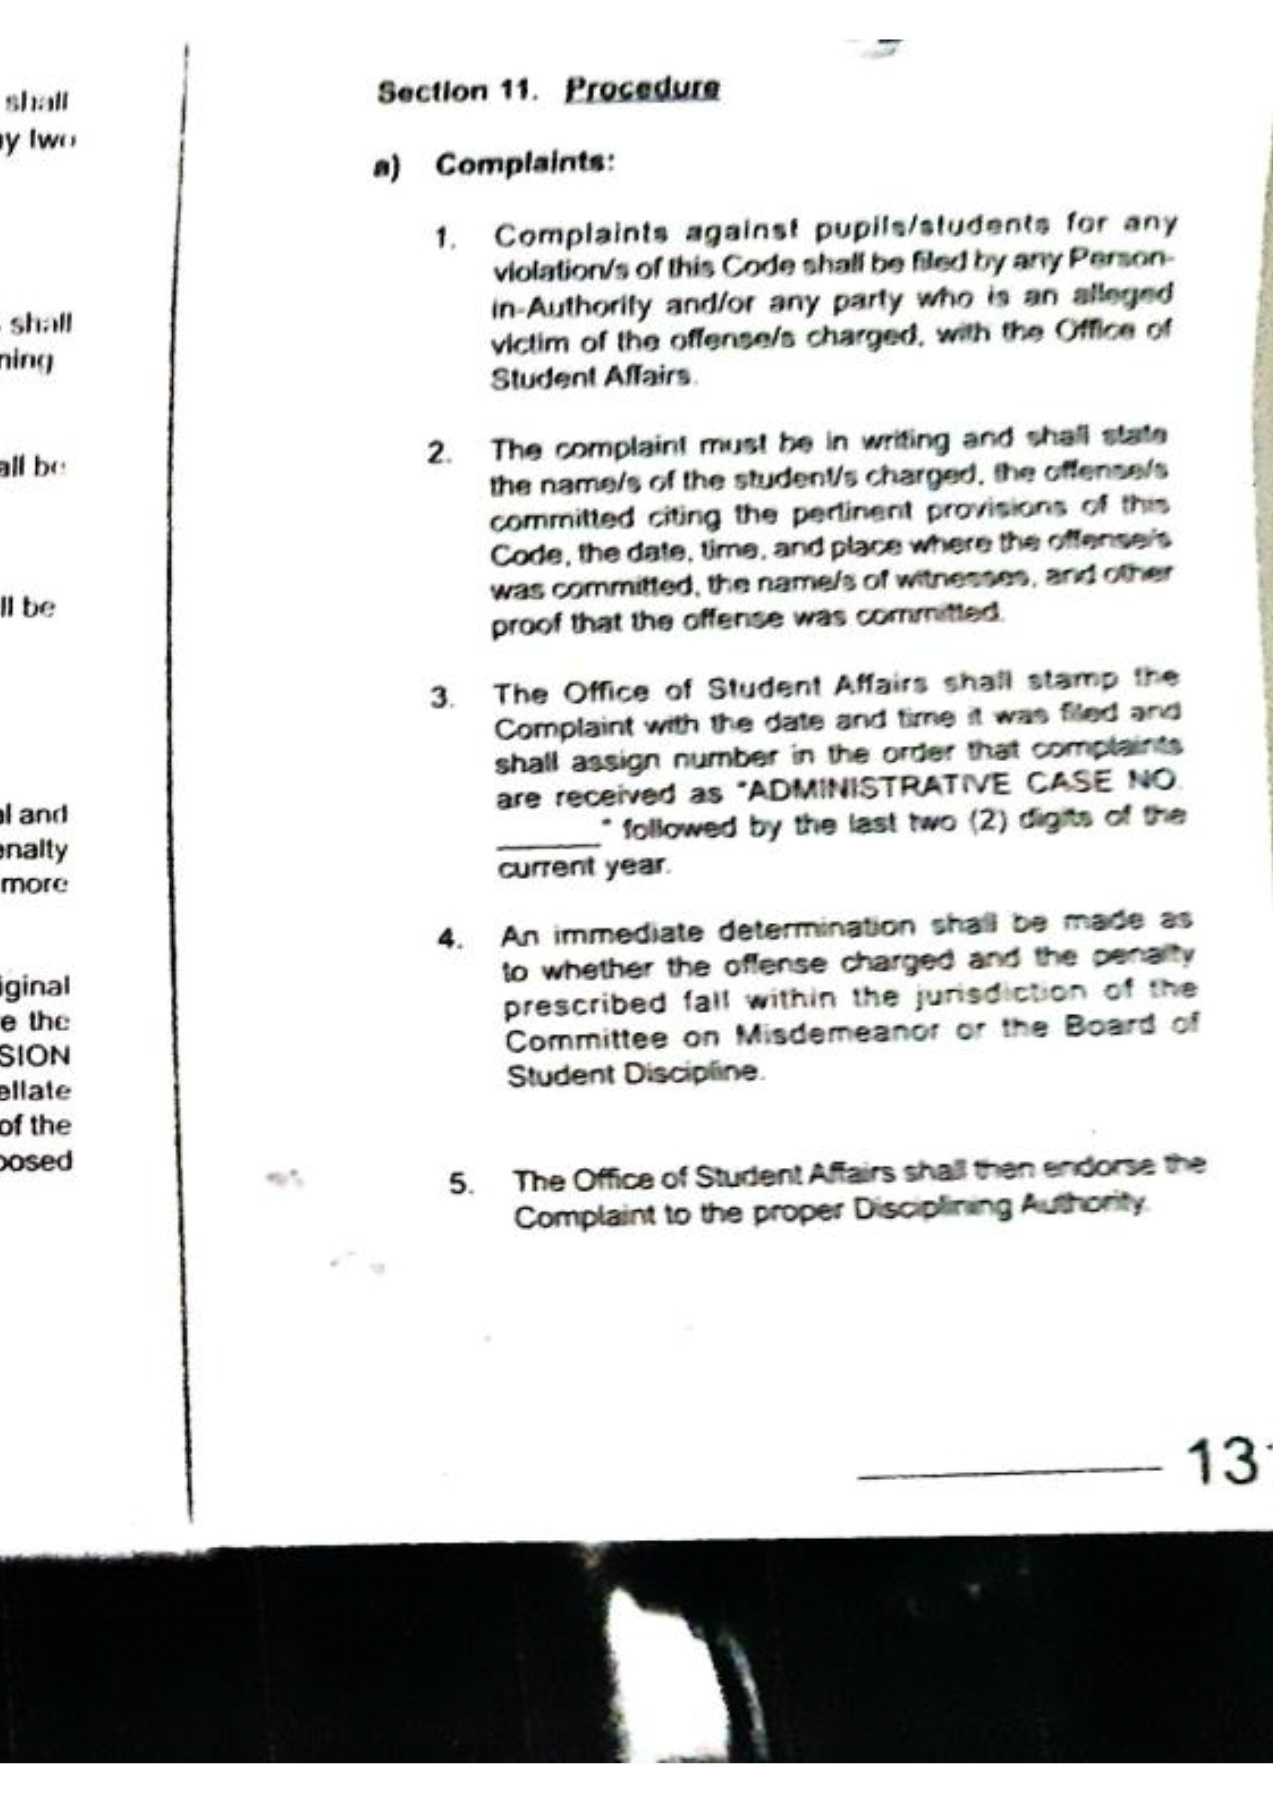 shall
y two
shall
ning
all be
ll be
al and
enalty
more
iginal
e the
SION
ellate
of the
posed
Section 11. Procedure
a) Complaints:
1. Complaints against pupils/students for any
violation/s of this Code shall be filed by any Person-
in-Authority and/or any party who is an alleged
victim of the offense/s charged, with the Office of
Student Affairs.
2. The complaint must be in writing and shall state
the name/s of the student/s charged, the offense/s
committed citing the pertinent provisions of this
Code, the date, time, and place where the offense/s
was committed, the name/s of witnesses, and other
proof that the offense was committed.
3. The Office of Student Affairs shall stamp the
Complaint with the date and time it was filed and
shall assign number in the order that complaints
are received as "ADMINISTRATIVE CASE NO.
______" followed by the last two (2) digits of the
current year.
4. An immediate determination shall be made as
to whether the offense charged and the penalty
prescribed fall within the jurisdiction of the
Committee on Misdemeanor or the Board of
Student Discipline.
5. The Office of Student Affairs shall then endorse the
Complaint to the proper Disciplining Authority.
13